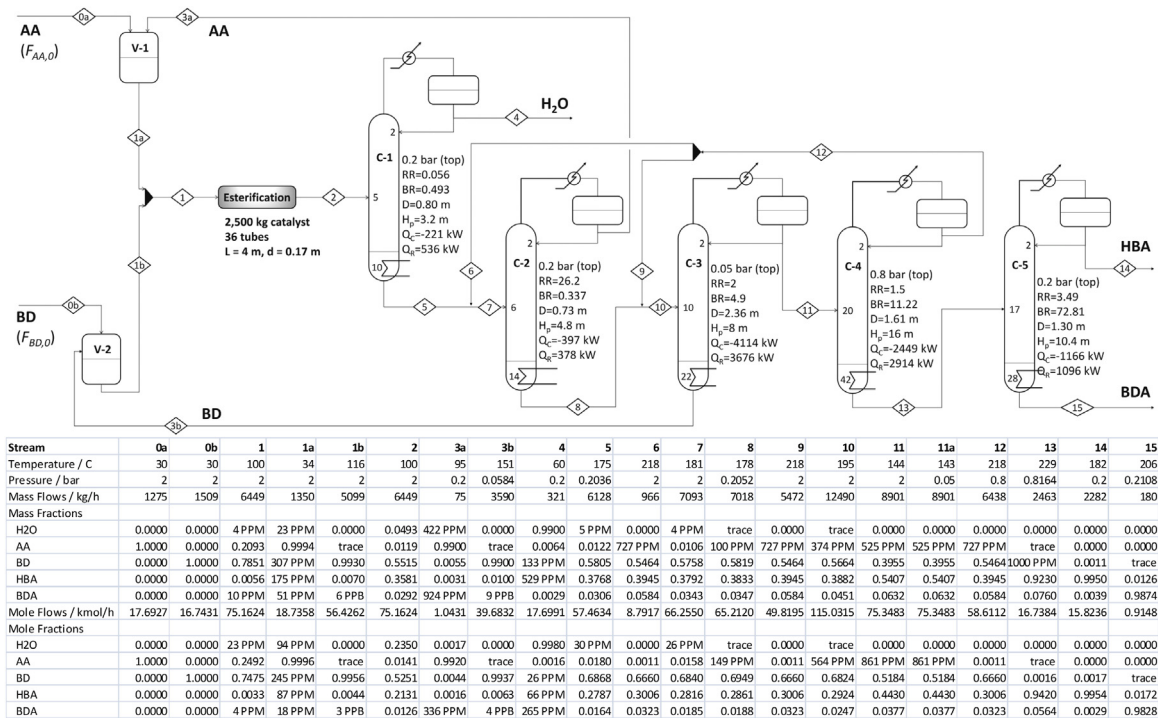 0a
3a
AA
(F_AA,0)
AA
V-1
1a
1
Esterification
2
2,500 kg catalyst
36 tubes
L = 4 m, d = 0.17 m
1b
0b
BD
(F_BD,0)
V-2
BD
3b
H₂O
4
2
C-1
5
10
0.2 bar (top)
RR=0.056
BR=0.493
D=0.80 m
H_p=3.2 m
Q_C=-221 kW
Q_R=536 kW
5
6
7
2
C-2
6
14
0.2 bar (top)
RR=26.2
BR=0.337
D=0.73 m
H_p=4.8 m
Q_C=-397 kW
Q_R=378 kW
8
9
10
2
C-3
10
22
0.05 bar (top)
RR=2
BR=4.9
D=2.36 m
H_p=8 m
Q_C=-4114 kW
Q_R=3676 kW
11
12
2
C-4
20
42
0.8 bar (top)
RR=1.5
BR=11.22
D=1.61 m
H_p=16 m
Q_C=-2449 kW
Q_R=2914 kW
13
2
C-5
17
28
0.2 bar (top)
RR=3.49
BR=72.81
D=1.30 m
H_p=10.4 m
Q_C=-1166 kW
Q_R=1096 kW
HBA
14
BDA
15
Stream 0a 0b 1 1a 1b 2 3a 3b 4 5 6 7 8 9 10 11 11a 12 13 14 15
Temperature / C 30 30 100 34 116 100 95 151 60 175 218 181 178 218 195 144 143 218 229 182 206
Pressure / bar 2 2 2 2 2 2 0.2 0.0584 0.2 0.2036 2 2 0.2052 2 2 2 0.05 0.8 0.8164 0.2 0.2108
Mass Flows / kg/h 1275 1509 6449 1350 5099 6449 75 3590 321 6128 966 7093 7018 5472 12490 8901 8901 6438 2463 2282 180
Mass Fractions
H2O 0.0000 0.0000 4 PPM 23 PPM 0.0000 0.0493 422 PPM 0.0000 0.9900 5 PPM 0.0000 4 PPM trace 0.0000 trace 0.0000 0.0000 0.0000 0.0000 0.0000 0.0000
AA 1.0000 0.0000 0.2093 0.9994 trace 0.0119 0.9900 trace 0.0064 0.0122 727 PPM 0.0106 100 PPM 727 PPM 374 PPM 525 PPM 525 PPM 727 PPM trace 0.0000 0.0000
BD 0.0000 1.0000 0.7851 307 PPM 0.9930 0.5515 0.0055 0.9900 133 PPM 0.5805 0.5464 0.5758 0.5819 0.5464 0.5664 0.3955 0.3955 0.5464 1000 PPM 0.0011 trace
HBA 0.0000 0.0000 0.0056 175 PPM 0.0070 0.3581 0.0031 0.0100 529 PPM 0.3768 0.3945 0.3792 0.3833 0.3945 0.3882 0.5407 0.5407 0.3945 0.9230 0.9950 0.0126
BDA 0.0000 0.0000 10 PPM 51 PPM 6 PPB 0.0292 924 PPM 9 PPB 0.0029 0.0306 0.0584 0.0343 0.0347 0.0584 0.0451 0.0632 0.0632 0.0584 0.0760 0.0039 0.9874
Mole Flows / kmol/h 17.6927 16.7431 75.1624 18.7358 56.4262 75.1624 1.0431 39.6832 17.6991 57.4634 8.7917 66.2550 65.2120 49.8195 115.0315 75.3483 75.3483 58.6112 16.7384 15.8236 0.9148
Mole Fractions
H2O 0.0000 0.0000 23 PPM 94 PPM 0.0000 0.2350 0.0017 0.0000 0.9980 30 PPM 0.0000 26 PPM trace 0.0000 trace 0.0000 0.0000 0.0000 0.0000 0.0000 0.0000
AA 1.0000 0.0000 0.2492 0.9996 trace 0.0141 0.9920 trace 0.0016 0.0180 0.0011 0.0158 149 PPM 0.0011 564 PPM 861 PPM 861 PPM 0.0011 trace 0.0000 0.0000
BD 0.0000 1.0000 0.7475 245 PPM 0.9956 0.5251 0.0044 0.9937 26 PPM 0.6868 0.6660 0.6840 0.6949 0.6660 0.6824 0.5184 0.5184 0.6660 0.0016 0.0017 trace
HBA 0.0000 0.0000 0.0033 87 PPM 0.0044 0.2131 0.0016 0.0063 66 PPM 0.2787 0.3006 0.2816 0.2861 0.3006 0.2924 0.4430 0.4430 0.3006 0.9420 0.9954 0.0172
BDA 0.0000 0.0000 4 PPM 18 PPM 3 PPB 0.0126 336 PPM 4 PPB 265 PPM 0.0164 0.0323 0.0185 0.0188 0.0323 0.0247 0.0377 0.0377 0.0323 0.0564 0.0029 0.9828